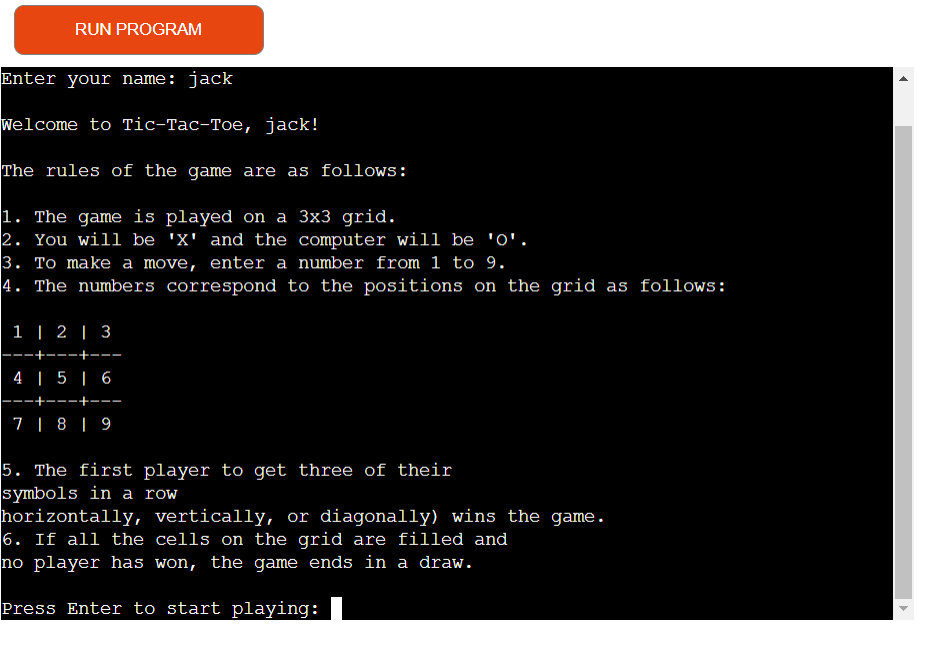 RUN PROGRAM
Enter your name: jack
Welcome to Tic-Tac-Toe, jack!
The rules of the game are as follows:
1. The game is played on a 3x3 grid.
2. You will be 'X' and the computer will be 'O'.
3. To make a move, enter a number from 1 to 9.
4. The numbers correspond to the positions on the grid as follows:
 1 | 2 | 3
---+---+---
 4 | 5 | 6
---+---+---
 7 | 8 | 9
5. The first player to get three of their
symbols in a row
horizontally, vertically, or diagonally) wins the game.
6. If all the cells on the grid are filled and
no player has won, the game ends in a draw.
Press Enter to start playing: